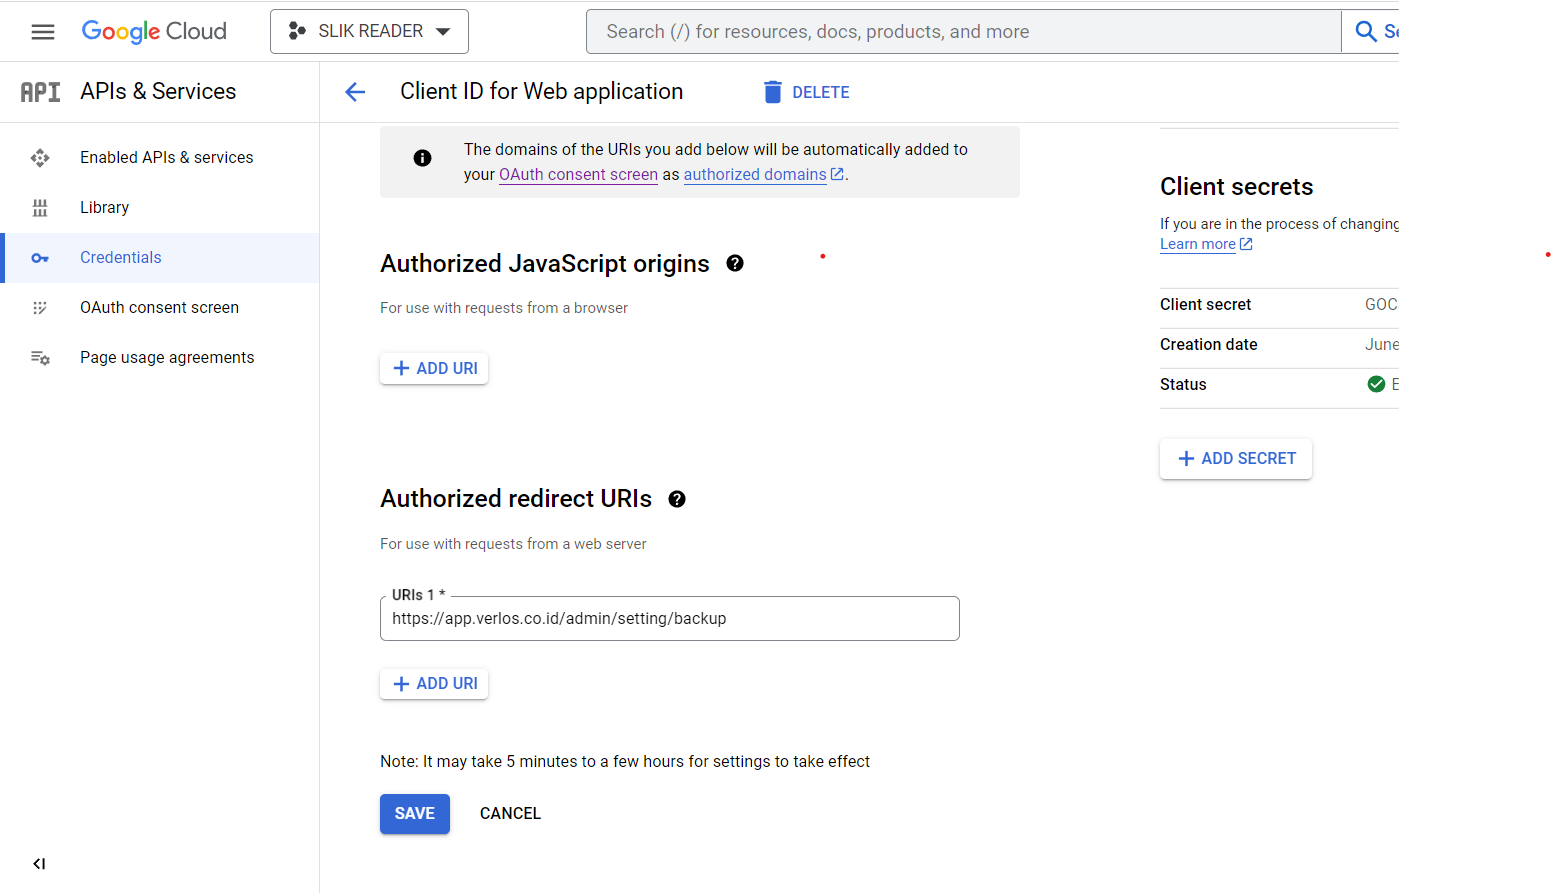 Google Cloud
SLIK READER
Search (/) for resources, docs, products, and more
API
APIs & Services
Client ID for Web application
DELETE
Enabled APIs & services
Library
Credentials
OAuth consent screen
Page usage agreements
The domains of the URIs you add below will be automatically added to
your OAuth consent screen as authorized domains.
Authorized JavaScript origins
For use with requests from a browser
+ ADD URI
Authorized redirect URIs
For use with requests from a web server
URIs 1 *
https://app.verlos.co.id/admin/setting/backup
+ ADD URI
Note: It may take 5 minutes to a few hours for settings to take effect
SAVE
CANCEL
Client secrets
If you are in the process of changing
Learn more
Client secret GOC
Creation date June
Status
+ ADD SECRET